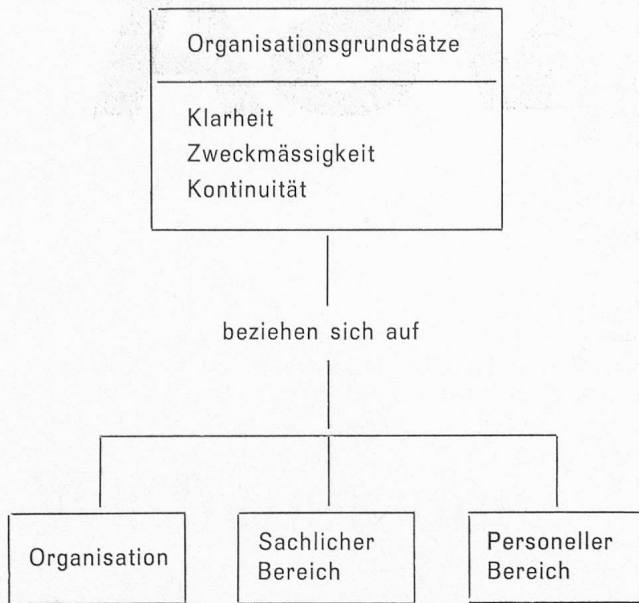 Organisationsgrundsätze
Klarheit
Zweckmässigkeit
Kontinuität
beziehen sich auf
Organisation
Sachlicher
Bereich
Personeller
Bereich